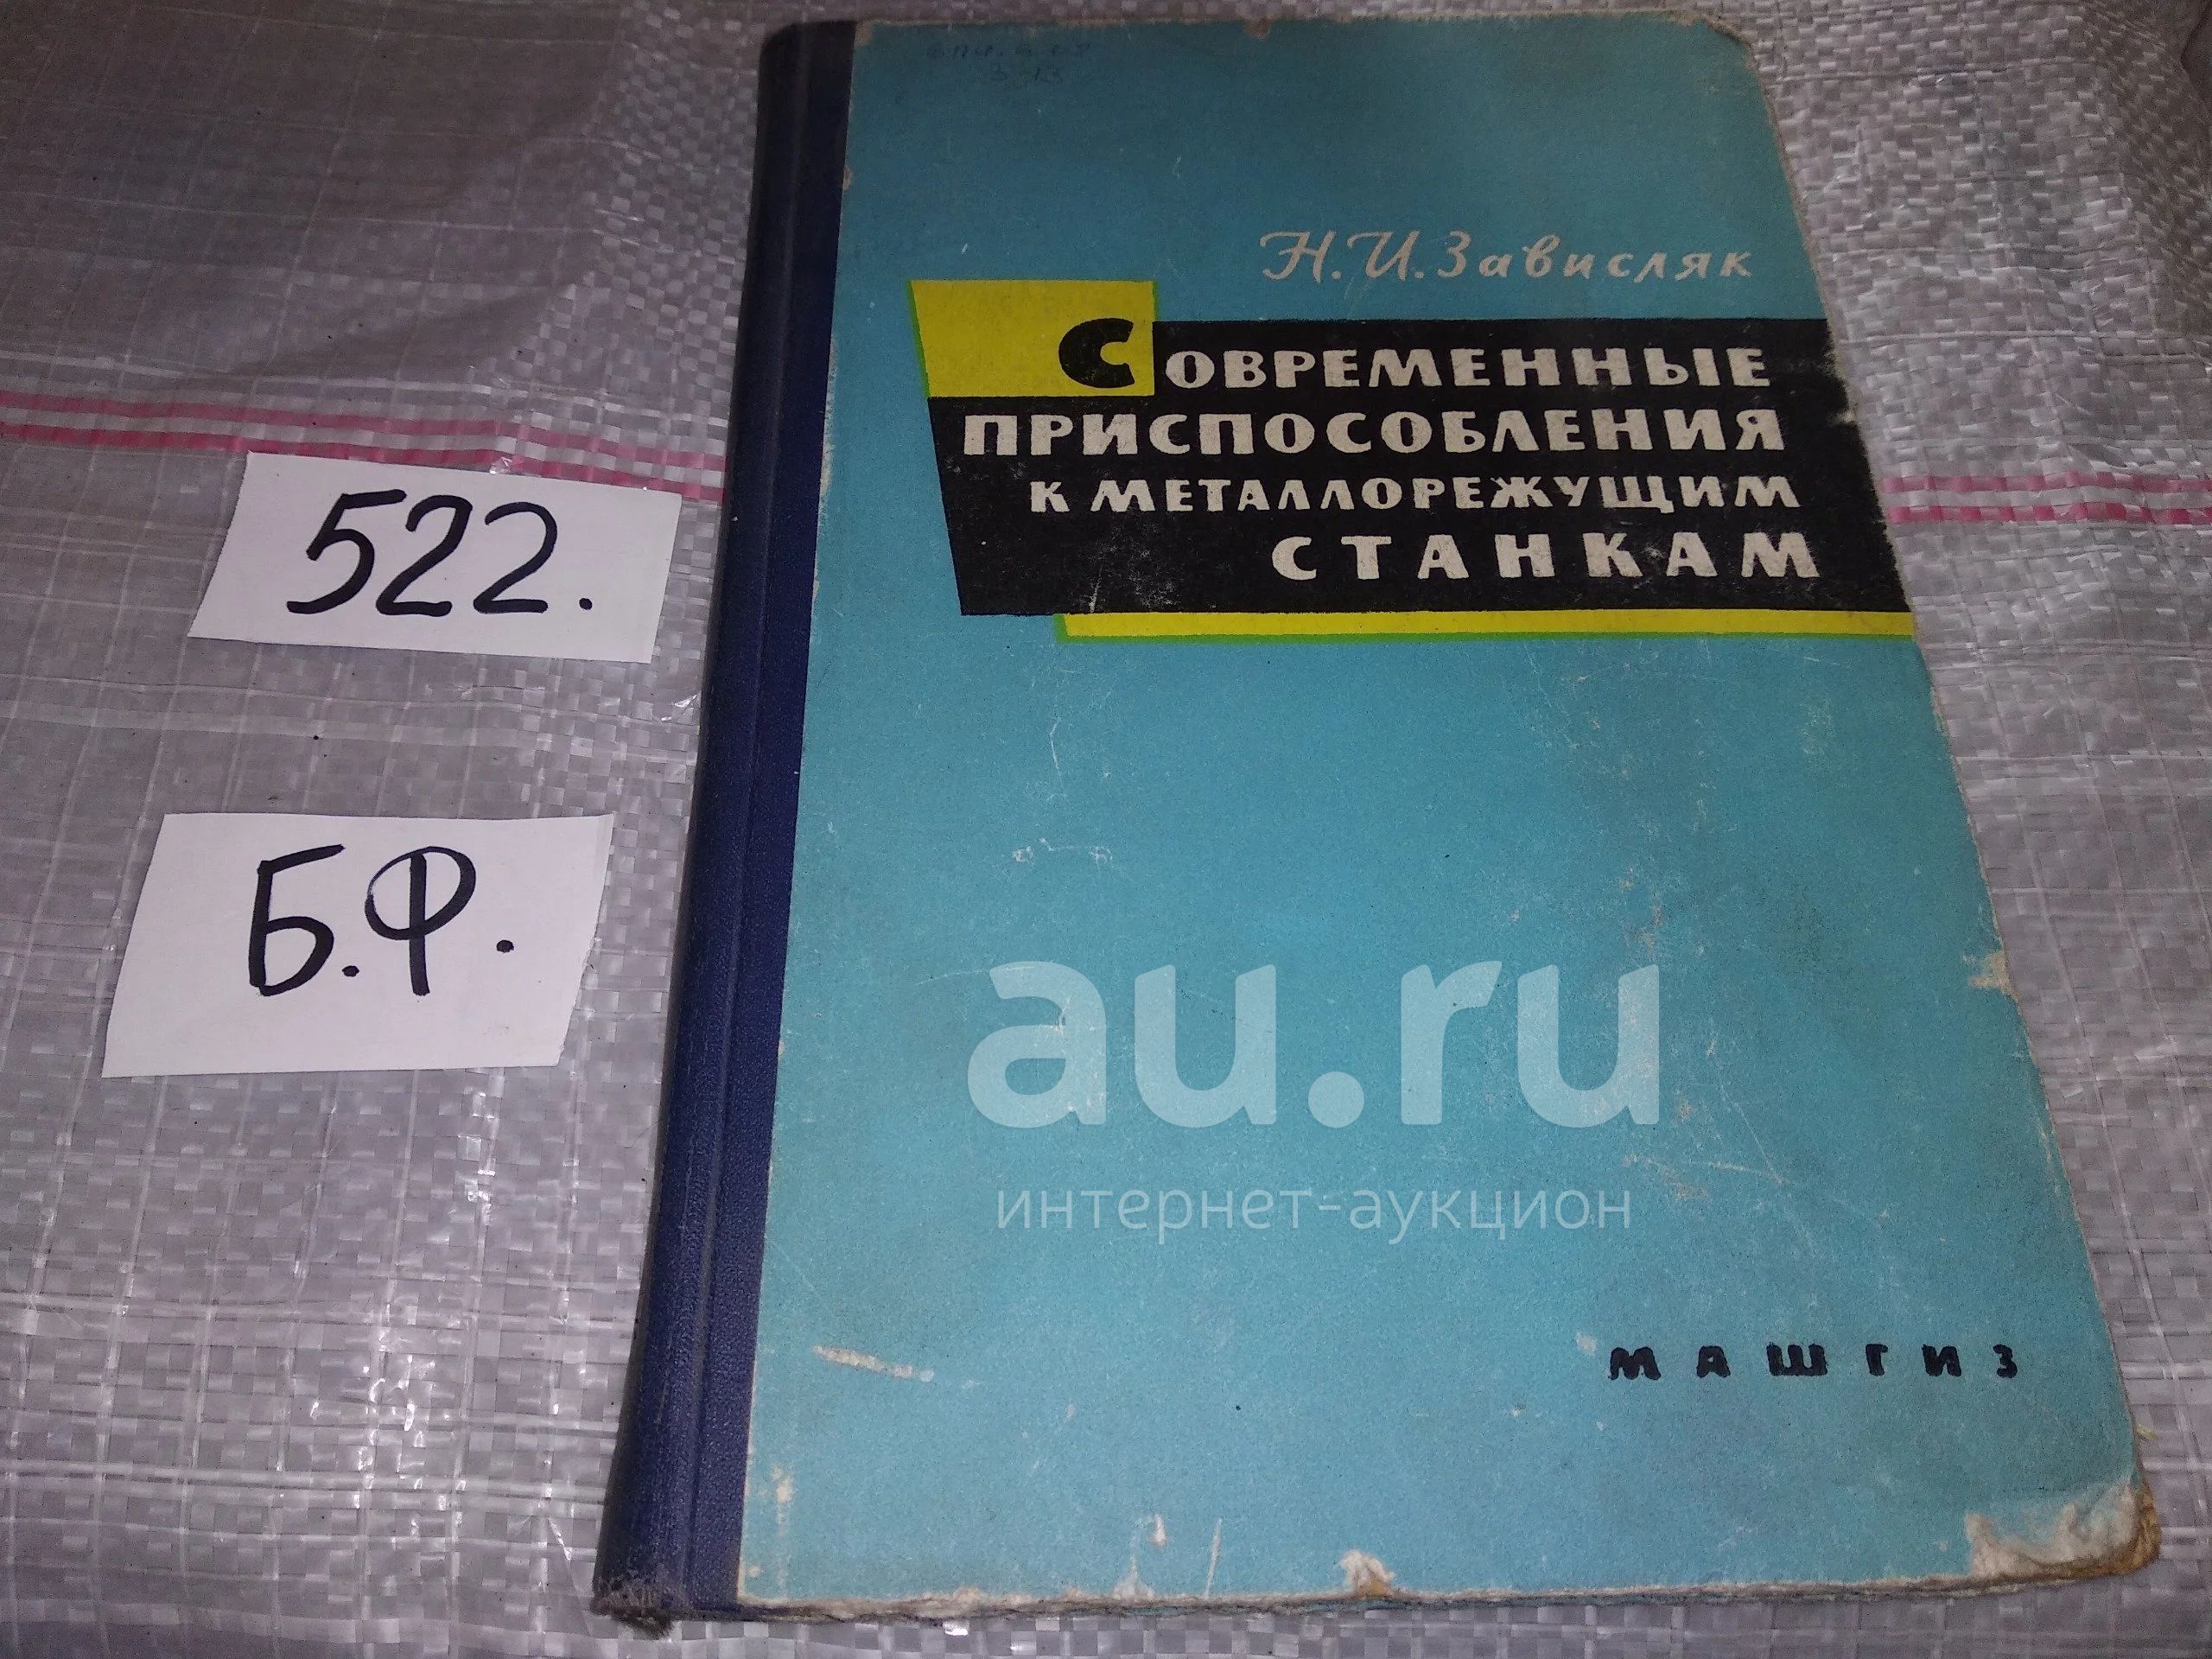 Н.И.Зависляк
СОВРЕМЕННЫЕ
ПРИСПОСОБЛЕНИЯ
К МЕТАЛЛОРЕЖУЩИМ
СТАНКАМ
522.
Б.Ф.
au.ru
интернет-аукцион
МАШГИЗ